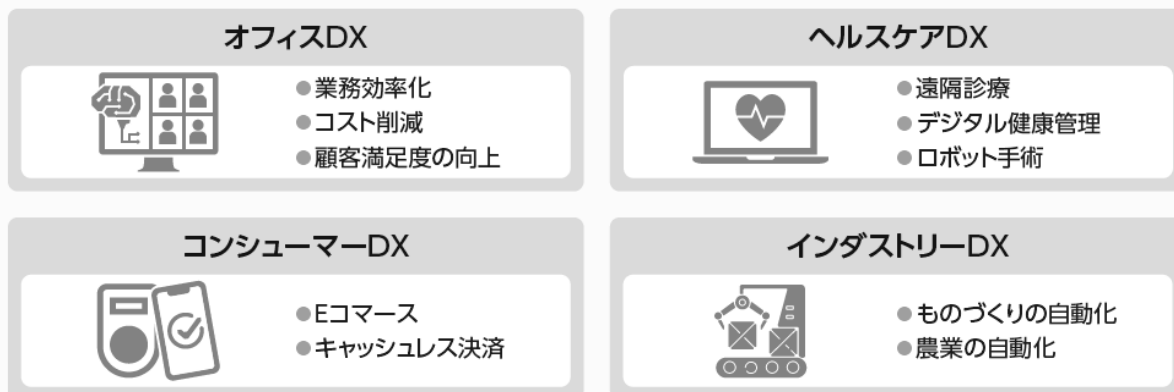 オフィスDX
●業務効率化
●コスト削減
●顧客満足度の向上
ヘルスケアDX
●遠隔診療
●デジタル健康管理
●ロボット手術
コンシューマーDX
●Eコマース
●キャッシュレス決済
インダストリーDX
●ものづくりの自動化
●農業の自動化